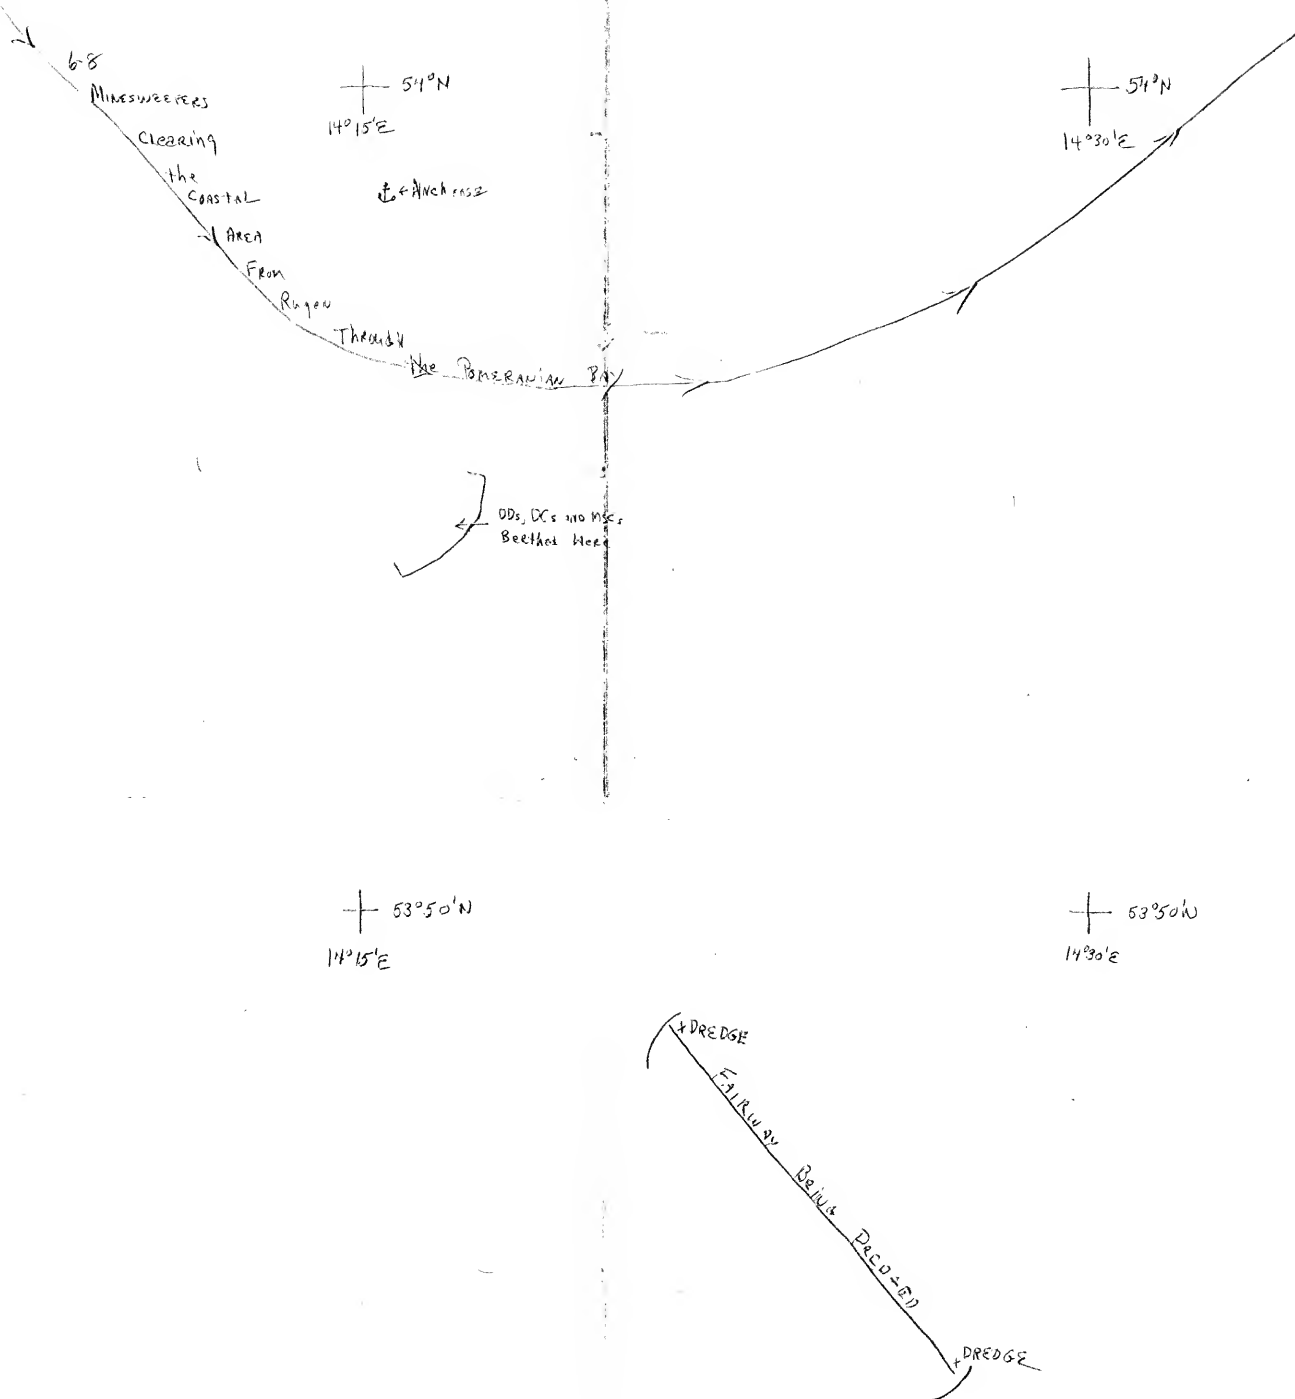 6-8
MINESWEEPERS
Clearing
the
COASTAL
AREA
From
Rugen
Through
the POMERANIAN BAY
54°N
14°15'E
⚓←Anchorage
54°N
14°30'E
DDs, DCs AND MSCs
Berthed Here
53°50'N
14°15'E
53°50'N
14°30'E
+DREDGE
FAIRWAY Being DREDGED
+DREDGE